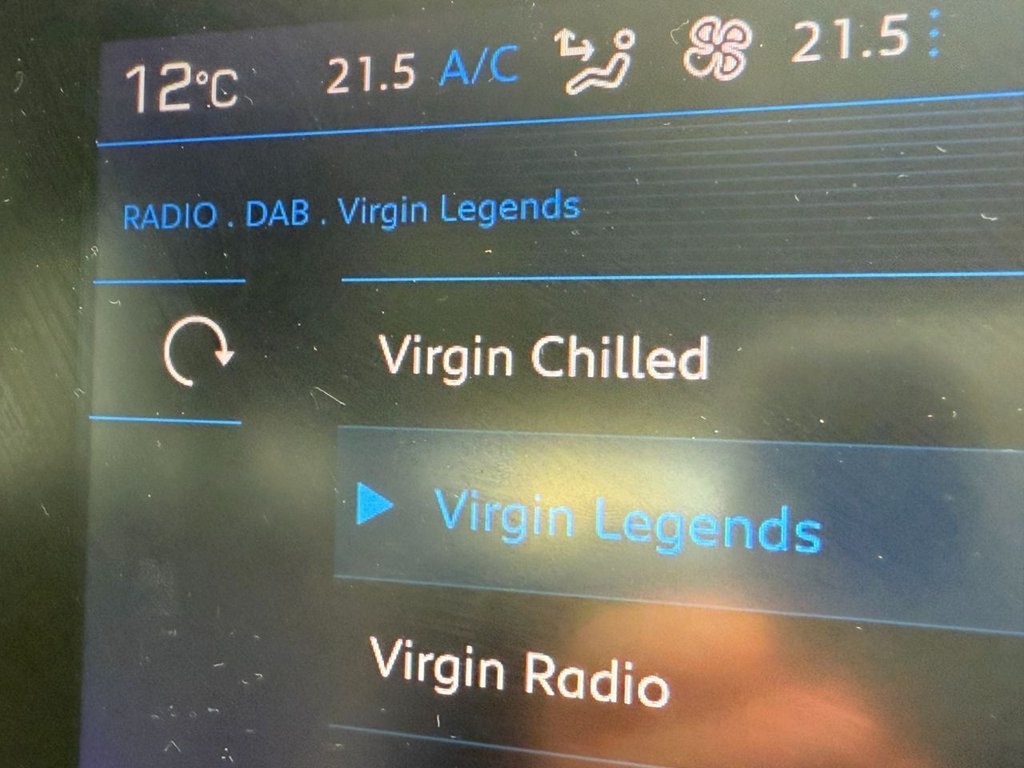 12°C 21.5 A/C 21.5
RADIO . DAB . Virgin Legends
Virgin Chilled
Virgin Legends
Virgin Radio